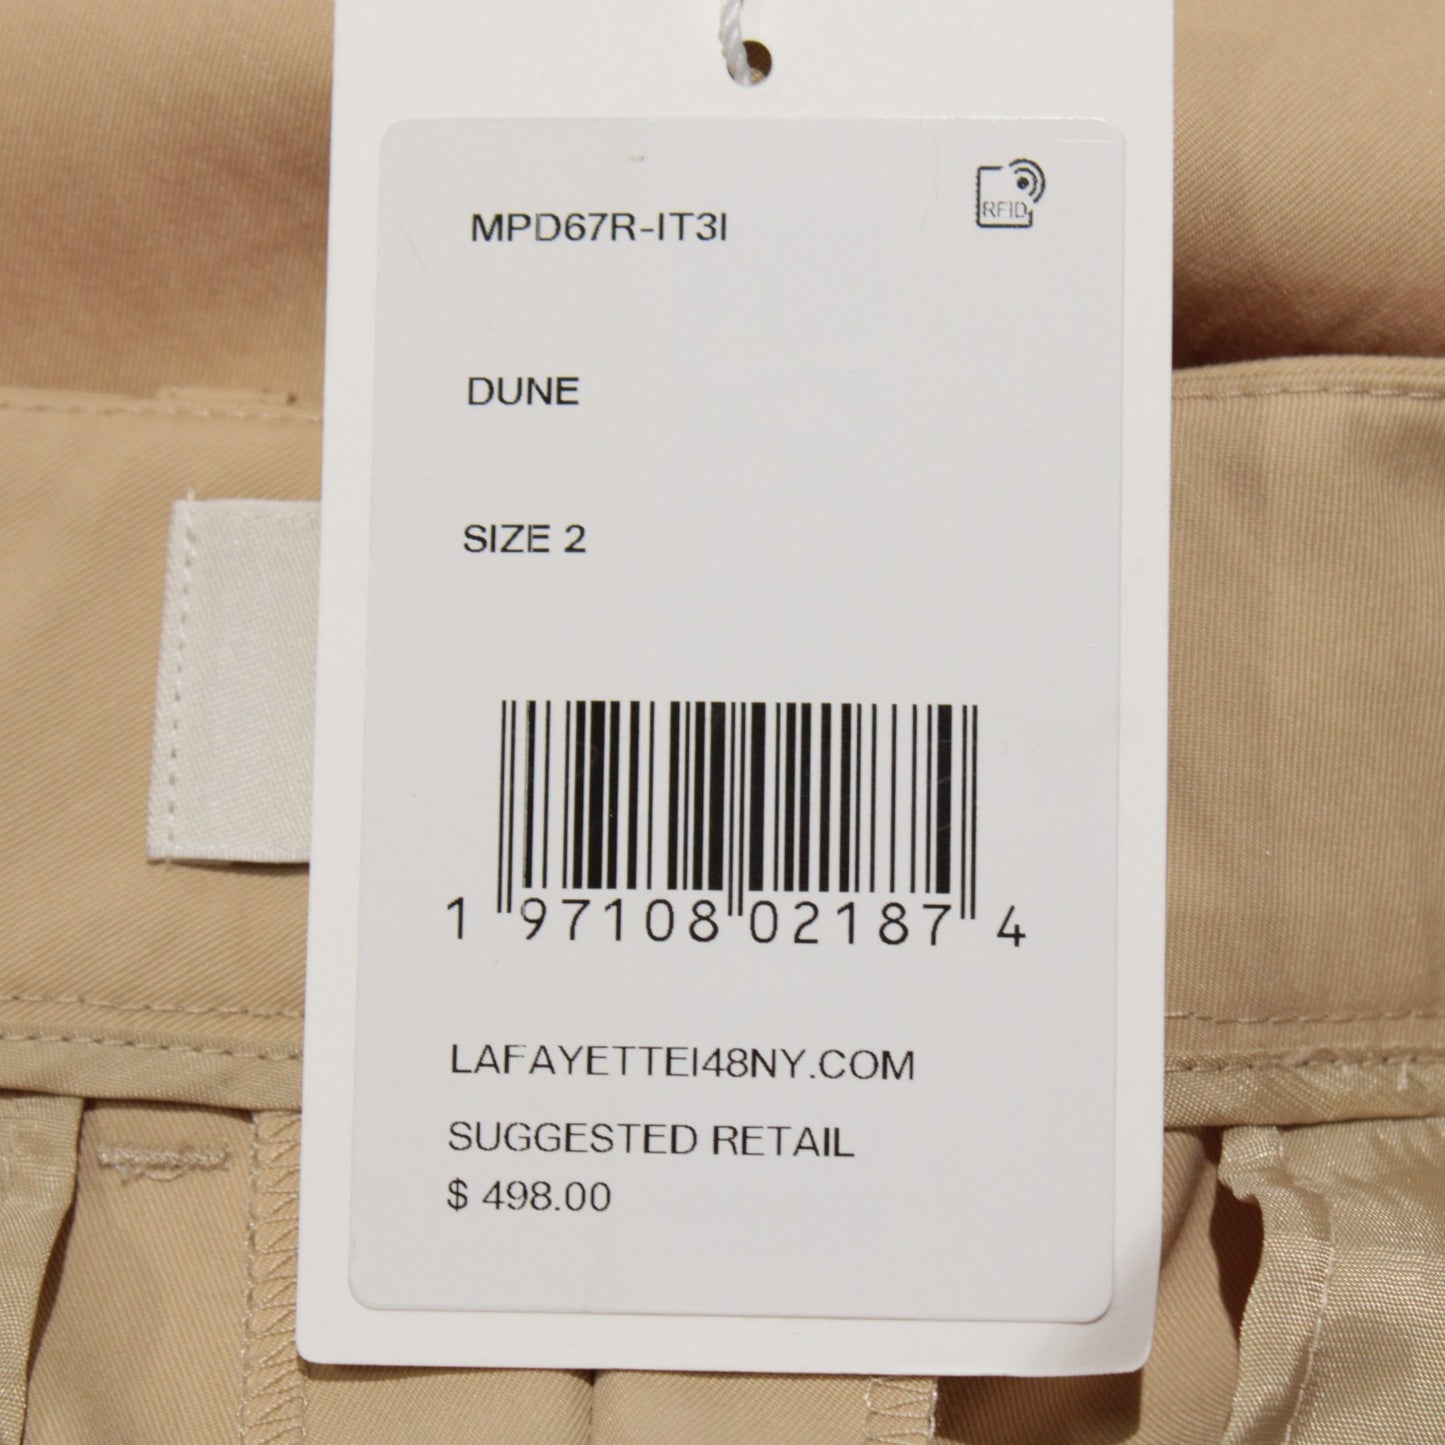 RFID
MPD67R-IT3I
DUNE
SIZE 2
1 97108 02187 4
LAFAYETTEI48NY.COM
SUGGESTED RETAIL
$ 498.00